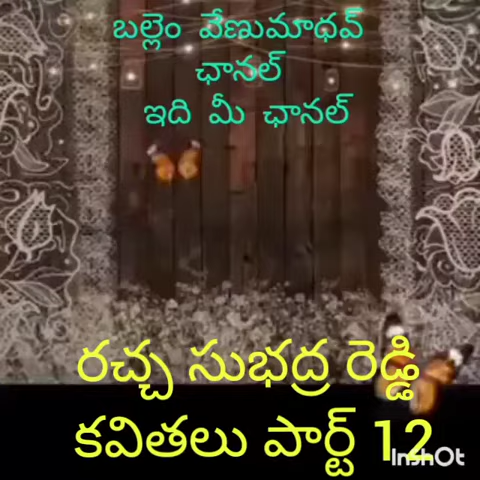 బల్లెం వేణుమాధవ్
ఛానల్
ఇది మీ ఛానల్
రచ్చ సుభద్ర రెడ్డి
కవితలు పార్ట్ 12
InshOt